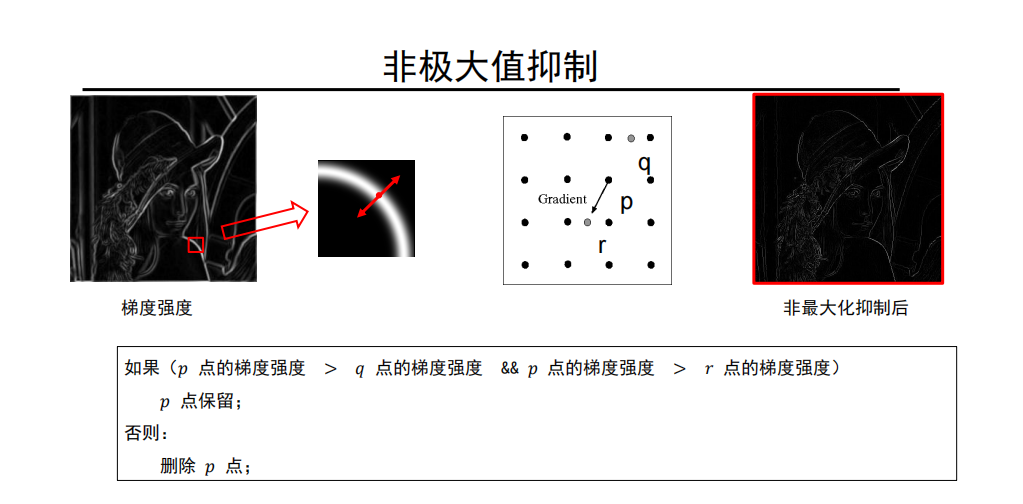 非极大值抑制
q
Gradient
p
r
梯度强度
非最大化抑制后
如果（p 点的梯度强度 > q 点的梯度强度 && p 点的梯度强度 > r 点的梯度强度）
p 点保留；
否则：
删除 p 点；